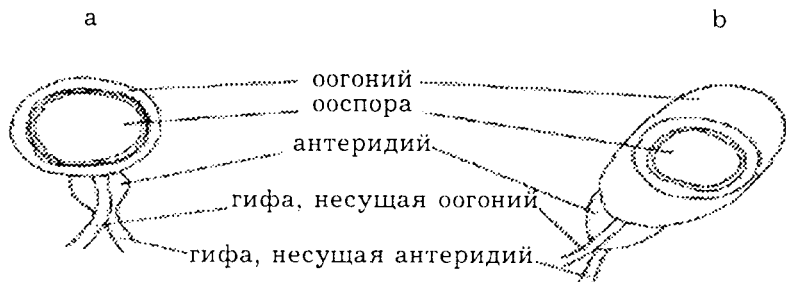 a b
оогоний
ооспора
антеридий
гифа, несущая оогоний
гифа, несущая антеридий